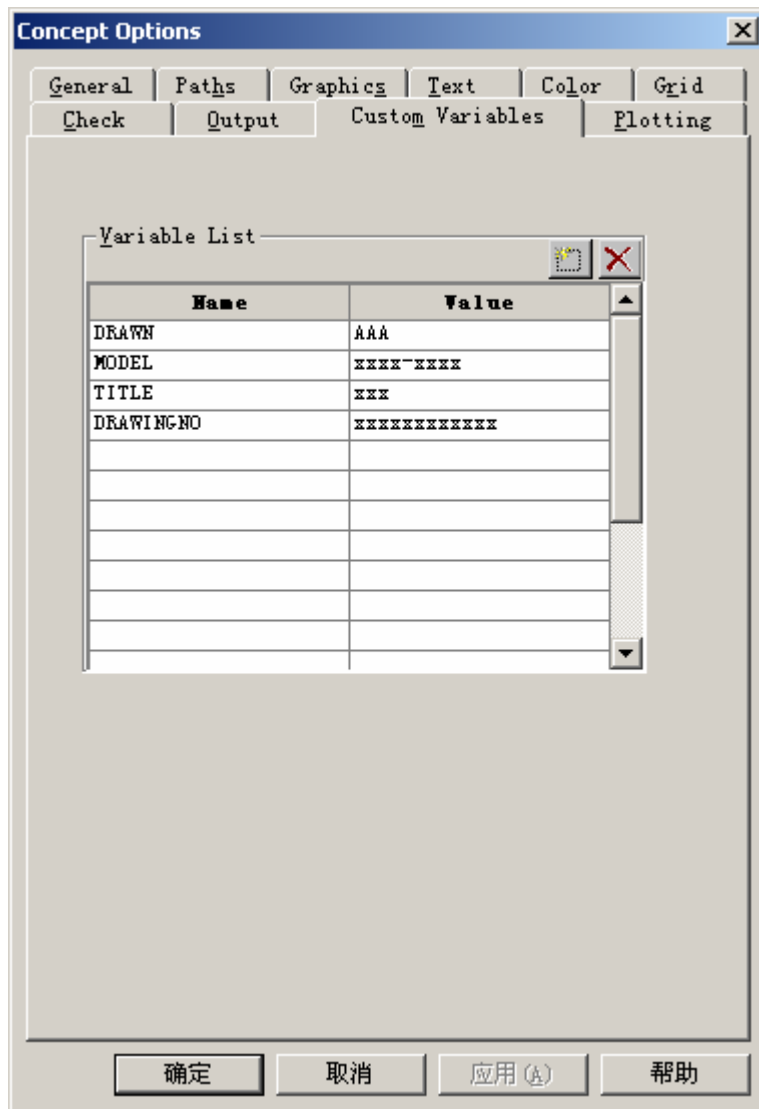 Concept Options
General Paths Graphics Text Color Grid
Check Output Custom Variables Plotting
Variable List
Name Value
DRAWN AAA
MODEL xxxx-xxxx
TITLE xxx
DRAWINGNO xxxxxxxxxxxx
确定 取消 应用(A) 帮助